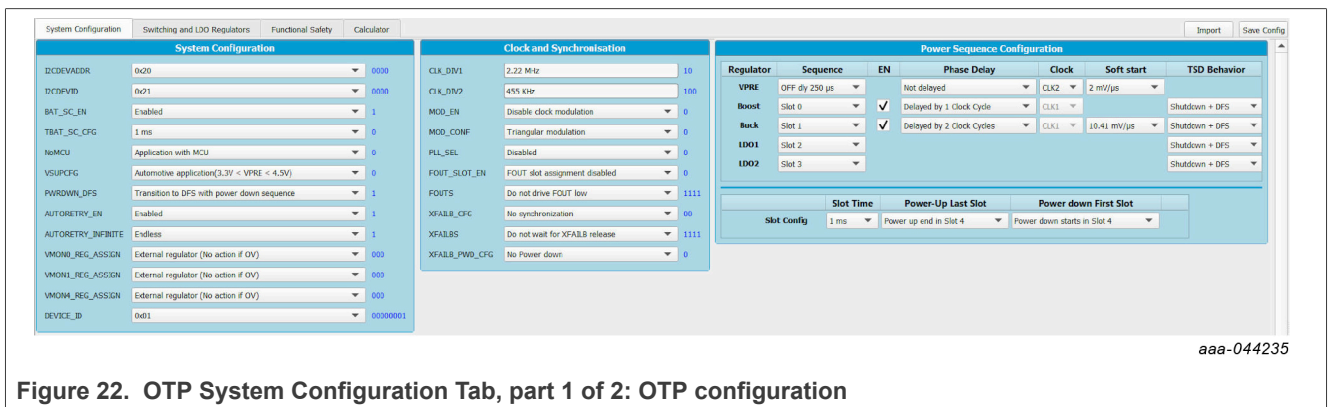 System Configuration Switching and LDO Regulators Functional Safety Calculator Import Save Config
System Configuration
I2CDEVADDR 0x20 0000
I2CDEVID 0x21 0000
BAT_SC_EN Enabled 1
TBAT_SC_CFG 1 ms 0
NoMCU Application with MCU 0
VSUPCFG Automotive application(3.3V < VPRE < 4.5V) 0
PWRDWN_DFS Transition to DFS with power down sequence 1
AUTORETRY_EN Enabled 1
AUTORETRY_INFINITE Endless 1
VMON0_REG_ASSIGN External regulator (No action if OV) 000
VMON1_REG_ASSIGN External regulator (No action if OV) 000
VMON4_REG_ASSIGN External regulator (No action if OV) 000
DEVICE_ID 0x01 00000001
Clock and Synchronisation
CLK_DIV1 2.22 MHz 10
CLK_DIV2 455 KHz 100
MOD_EN Disable clock modulation 0
MOD_CONF Triangular modulation 0
PLL_SEL Disabled 0
FOUT_SLOT_EN FOUT slot assignment disabled 0
FOUTS Do not drive FOUT low 1111
XFAILB_CFG No synchronization 00
XFAILBS Do not wait for XFAILB release 1111
XFAILB_PWD_CFG No Power down 0
Power Sequence Configuration
Regulator Sequence EN Phase Delay Clock Soft start TSD Behavior
VPRE OFF dly 250 µs Not delayed CLK2 2 mV/µs
Boost Slot 0 Delayed by 1 Clock Cycle CLK1 Shutdown + DFS
Buck Slot 1 Delayed by 2 Clock Cycles CLK1 10.41 mV/µs Shutdown + DFS
LDO1 Slot 2 Shutdown + DFS
LDO2 Slot 3 Shutdown + DFS
Slot Time Power-Up Last Slot Power down First Slot
Slot Config 1 ms Power up end in Slot 4 Power down starts in Slot 4
aaa-044235
Figure 22. OTP System Configuration Tab, part 1 of 2: OTP configuration